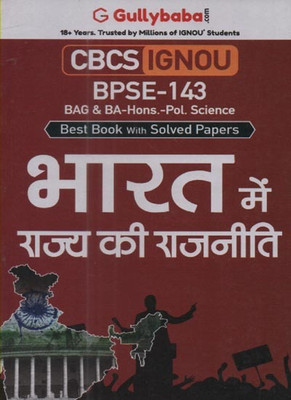 Gullybaba.com
18+ Years. Trusted by Millions of IGNOU' Students
CBCS IGNOU
BPSE-143
BAG & BA-Hons.-Pol. Science
Best Book With Solved Papers
भारत में
राज्य की राजनीति